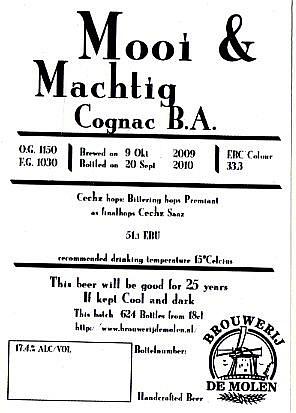 Mooi &
Machtig
Cognac B.A.
O.G. 1150
F.G. 1030
Brewed on 9 Okt 2009
Bottled on 20 Sept 2010
EBC Colour
33.3
Cechz hops: Bittering hops Premiant
as finalhops Cechz Saaz
51.1 EBU
recommended drinking temperature 15°Celcius
This beer will be good for 25 years
If kept Cool and dark
This batch 624 Bottles from 18cl
http://www.brouwerijdemolen.nl/
17.4% ALC/VOL
Bottelnumber:
Handcrafted Beer
BROUWERIJ
DE MOLEN